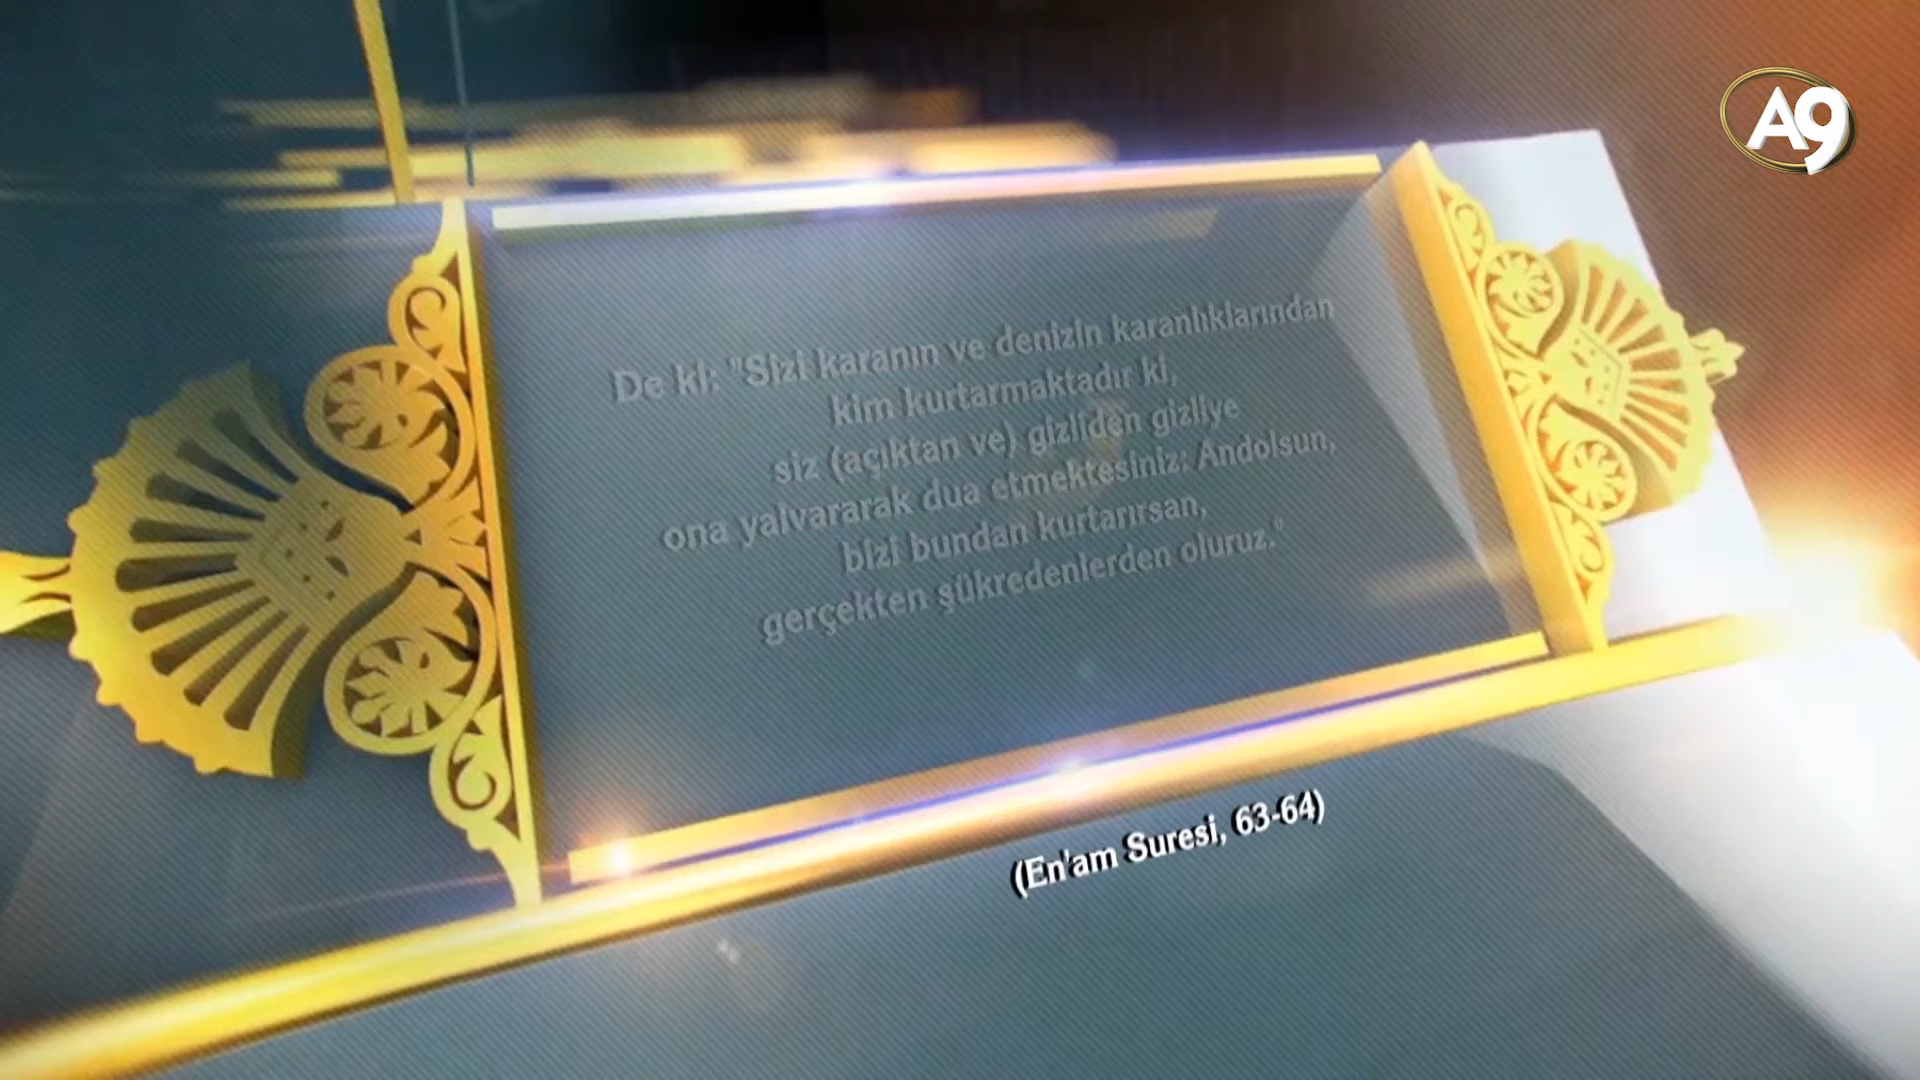 A9
De ki: "Sizi karanın ve denizin karanlıklarından
kim kurtarmaktadır ki,
siz (açıktan ve) gizliden gizliye
ona yalvararak dua etmektesiniz: Andolsun,
bizi bundan kurtarırsan,
gerçekten şükredenlerden oluruz."
(En'am Suresi, 63-64)